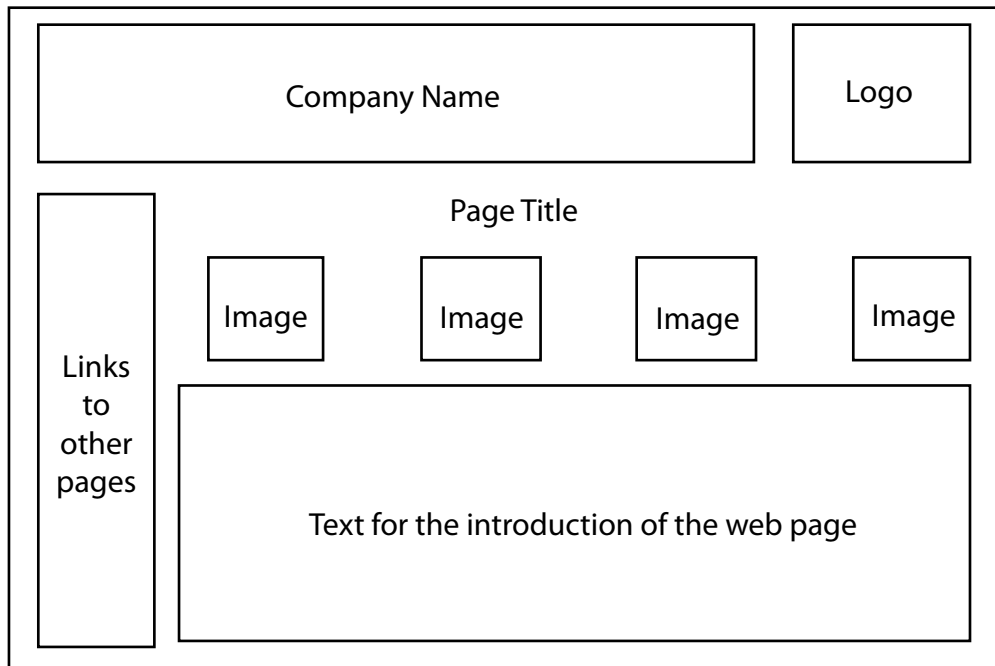 Company Name
Logo
Page Title
Image
Image
Image
Image
Links
to
other
pages
Text for the introduction of the web page